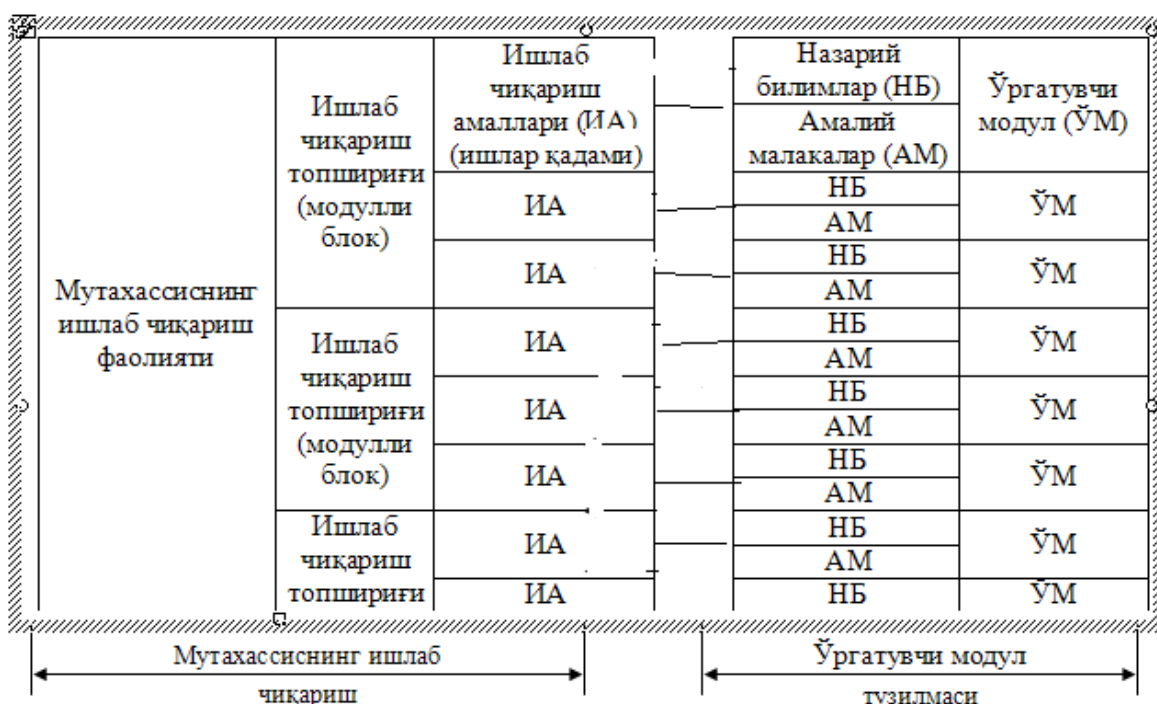 Мутахассиснинг
ишлаб чиқариш
фаолияти
Ишлаб
чиқариш
топшириғи
(модулли
блок)
Ишлаб
чиқариш
топшириғи
(модулли
блок)
Ишлаб
чиқариш
топшириғи
Ишлаб
чиқариш
амаллари (ИА)
(ишлар қадами)
ИА
ИА
ИА
ИА
ИА
ИА
ИА
Назарий
билимлар (НБ)
Амалий
малакалар (АМ)
НБ
АМ
НБ
АМ
НБ
АМ
НБ
АМ
НБ
АМ
НБ
АМ
НБ
Ўргатувчи
модул (ЎМ)
ЎМ
ЎМ
ЎМ
ЎМ
ЎМ
ЎМ
ЎМ
Мутахассиснинг ишлаб
чиқариш
Ўргатувчи модул
тузилмаси